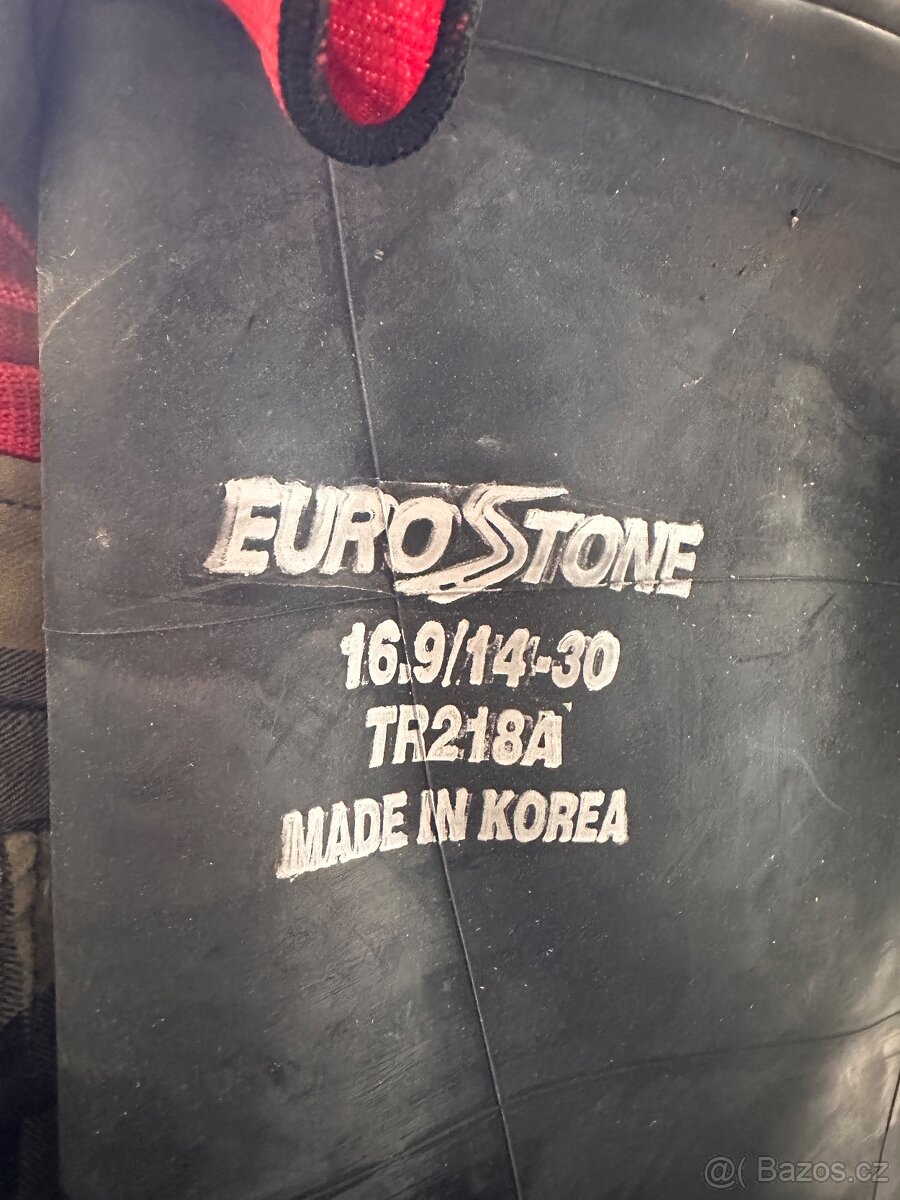 EUROSTONE
16.9/14-30
TR218A
MADE IN KOREA
@( Bazos.cz